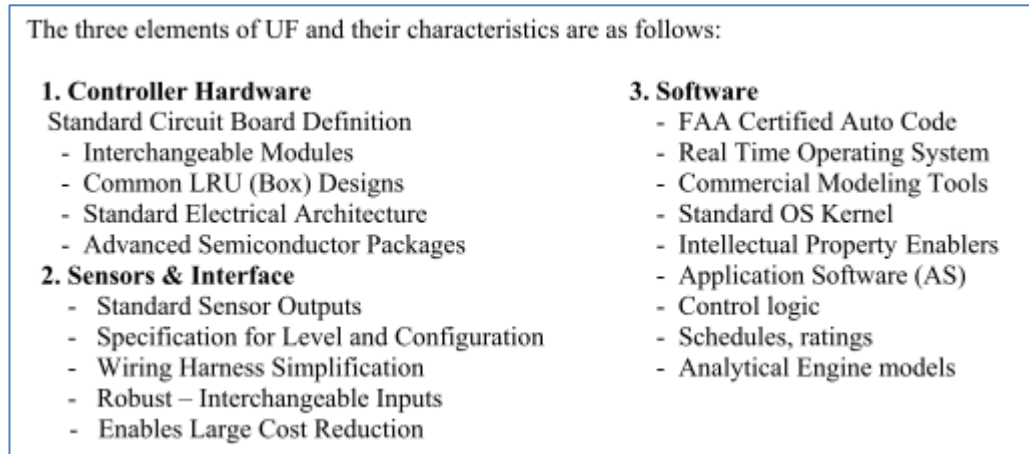 The three elements of UF and their characteristics are as follows:
1. Controller Hardware
Standard Circuit Board Definition
- Interchangeable Modules
- Common LRU (Box) Designs
- Standard Electrical Architecture
- Advanced Semiconductor Packages
2. Sensors & Interface
- Standard Sensor Outputs
- Specification for Level and Configuration
- Wiring Harness Simplification
- Robust – Interchangeable Inputs
- Enables Large Cost Reduction
3. Software
- FAA Certified Auto Code
- Real Time Operating System
- Commercial Modeling Tools
- Standard OS Kernel
- Intellectual Property Enablers
- Application Software (AS)
- Control logic
- Schedules, ratings
- Analytical Engine models